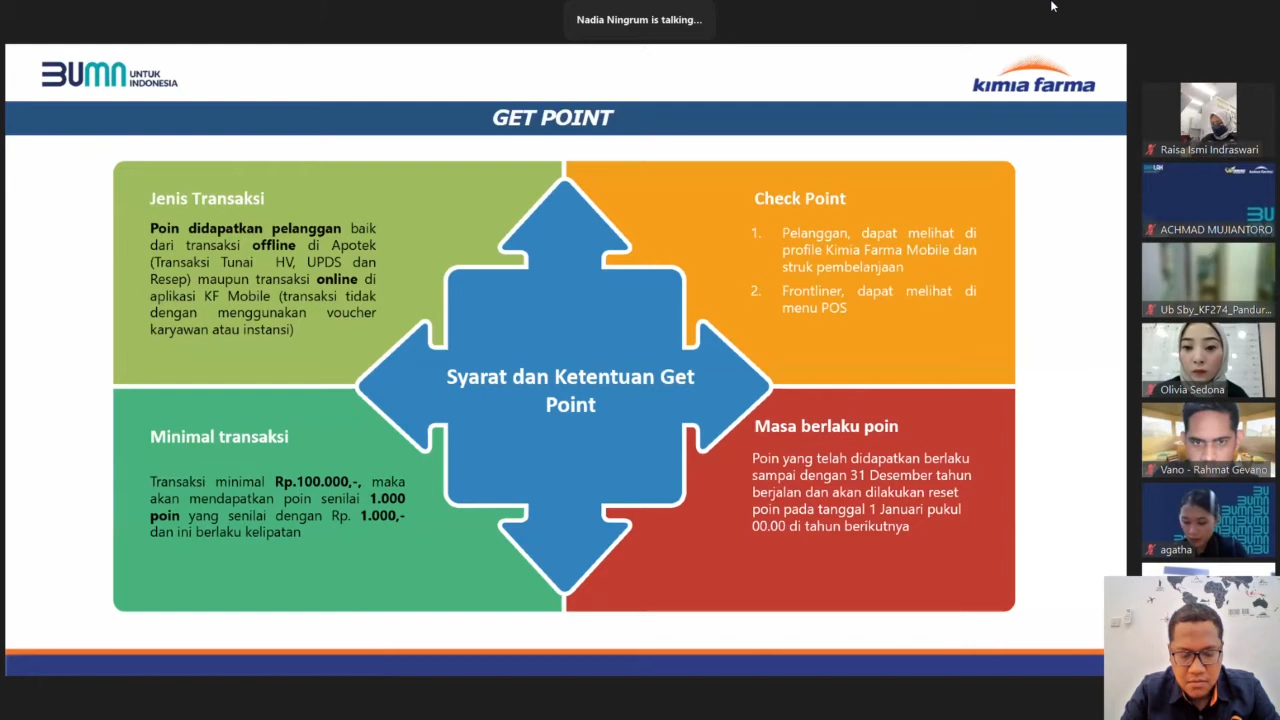 Nadia Ningrum is talking...
BUMN UNTUK
INDONESIA
kimia farma
GET POINT
Jenis Transaksi
Poin didapatkan pelanggan baik
dari transaksi offline di Apotek
(Transaksi Tunai HV, UPDS dan
Resep) maupun transaksi online di
aplikasi KF Mobile (transaksi tidak
dengan menggunakan voucher
karyawan atau instansi)
Check Point
1. Pelanggan, dapat melihat di
profile Kimia Farma Mobile dan
struk pembelanjaan
2. Frontliner, dapat melihat di
menu POS
Syarat dan Ketentuan Get
Point
Minimal transaksi
Transaksi minimal Rp.100.000,-, maka
akan mendapatkan poin senilai 1.000
poin yang senilai dengan Rp. 1.000,-
dan ini berlaku kelipatan
Masa berlaku poin
Poin yang telah didapatkan berlaku
sampai dengan 31 Desember tahun
berjalan dan akan dilakukan reset
poin pada tanggal 1 Januari pukul
00.00 di tahun berikutnya
Raisa Ismi Indraswari
BU
ACHMAD MUJIANTORO
Ub Sby_KF274_Pandur...
Olivia Sedona
Vano - Rahmat Gevano
agatha